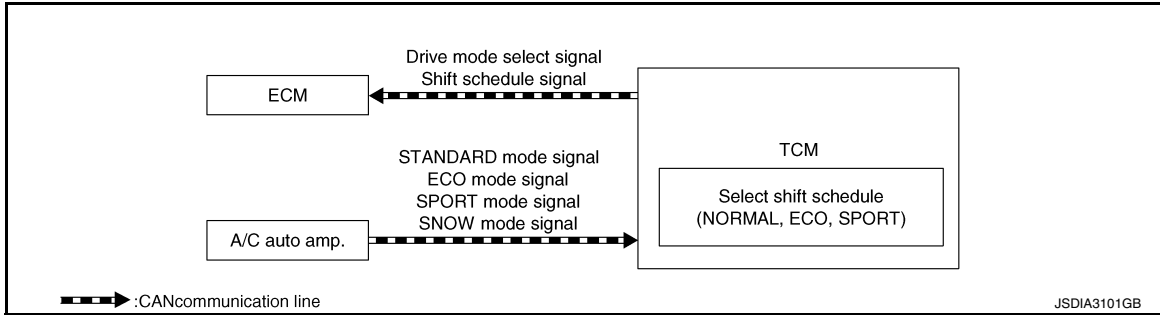 Drive mode select signal
Shift schedule signal
ECM
TCM
STANDARD mode signal
ECO mode signal
SPORT mode signal
SNOW mode signal
Select shift schedule
(NORMAL, ECO, SPORT)
A/C auto amp.
:CANcommunication line
JSDIA3101GB